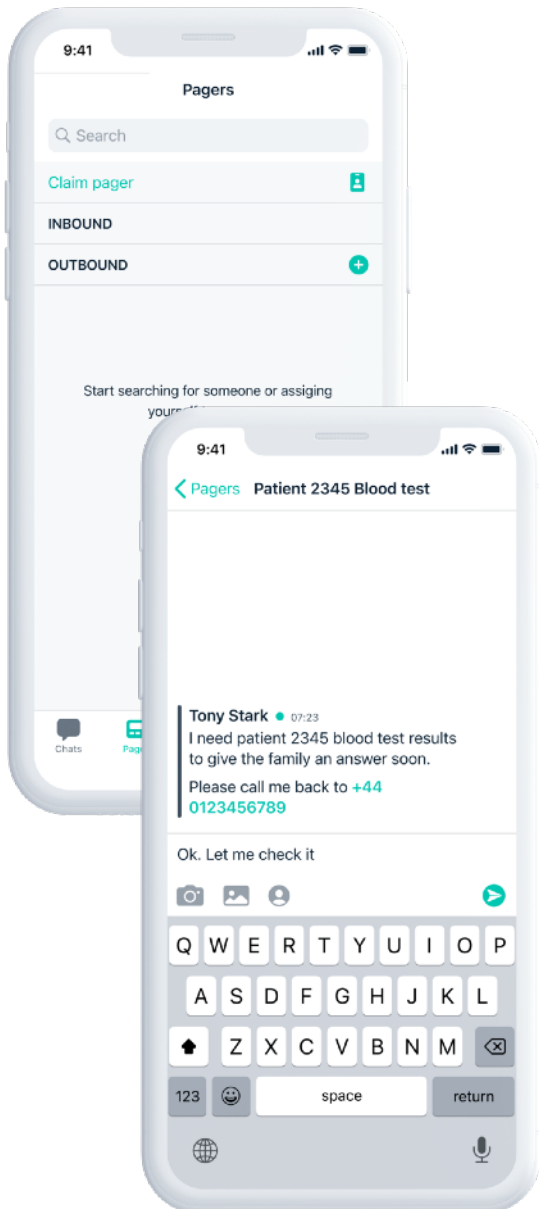 9:41
Pagers
Search
Claim pager
INBOUND
OUTBOUND
Start searching for someone or assiging
Chats
9:41
Pagers Patient 2345 Blood test
Tony Stark 07:23
I need patient 2345 blood test results
to give the family an answer soon.
Please call me back to +44
0123456789
Ok. Let me check it
Q W E R T Y U I O P
A S D F G H J K L
Z X C V B N M
123 space return